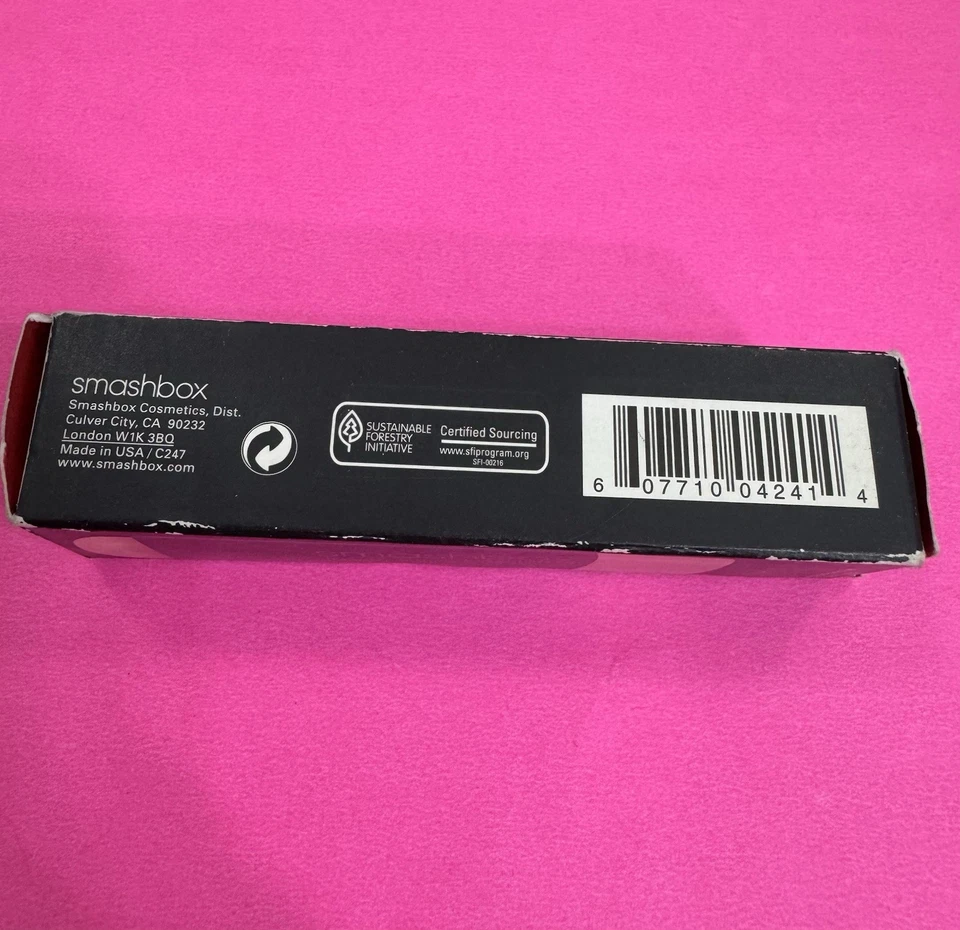 smashbox
Smashbox Cosmetics, Dist.
Culver City, CA 90232
London W1K 3BQ
Made in USA / C247
www.smashbox.com
SUSTAINABLE
FORESTRY
INITIATIVE
Certified Sourcing
www.sfiprogram.org
SFI-00216
6 07710 04241 4